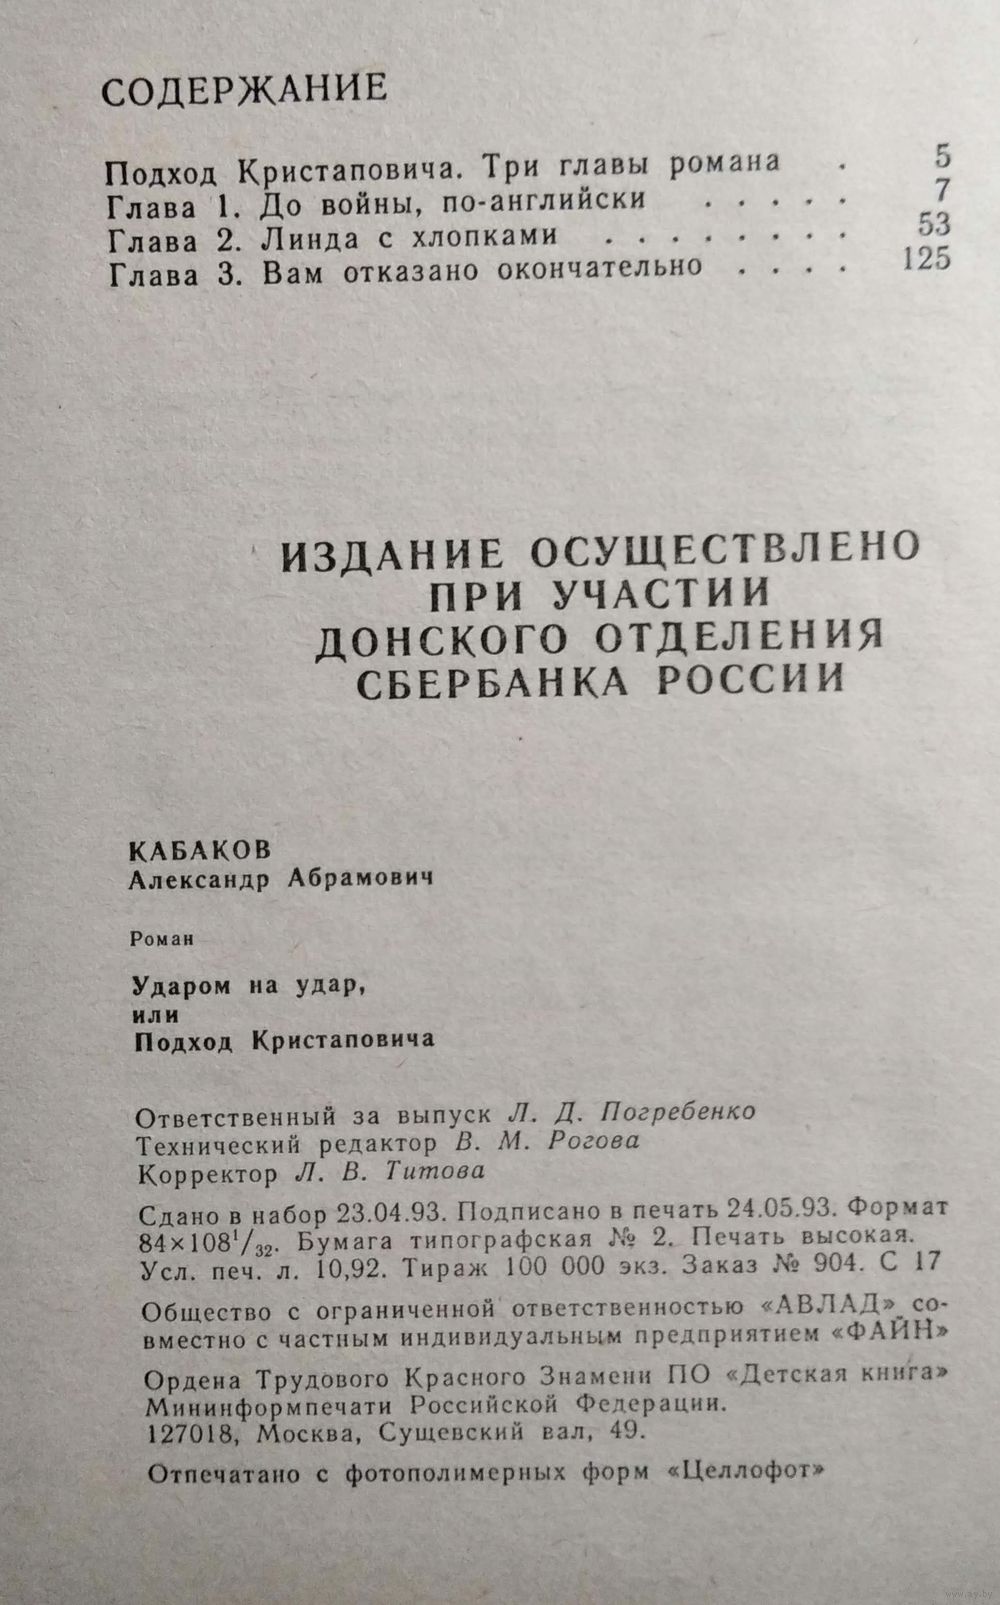 СОДЕРЖАНИЕ
Подход Кристаповича. Три главы романа . 5
Глава 1. До войны, по-английски . . . . . 7
Глава 2. Линда с хлопками . . . . . . . . 53
Глава 3. Вам отказано окончательно . . . . 125
ИЗДАНИЕ ОСУЩЕСТВЛЕНО
ПРИ УЧАСТИИ
ДОНСКОГО ОТДЕЛЕНИЯ
СБЕРБАНКА РОССИИ
КАБАКОВ
Александр Абрамович
Роман
Ударом на удар,
или
Подход Кристаповича
Ответственный за выпуск Л. Д. Погребенко
Технический редактор В. М. Рогова
Корректор Л. В. Титова
Сдано в набор 23.04.93. Подписано в печать 24.05.93. Формат
84×108¹/₃₂. Бумага типографская № 2. Печать высокая.
Усл. печ. л. 10,92. Тираж 100 000 экз. Заказ № 904. С 17
Общество с ограниченной ответственностью «АВЛАД» со-
вместно с частным индивидуальным предприятием «ФАЙН»
Ордена Трудового Красного Знамени ПО «Детская книга»
Мининформпечати Российской Федерации.
127018, Москва, Сущевский вал, 49.
Отпечатано с фотополимерных форм «Целлофот»
www.ay.by